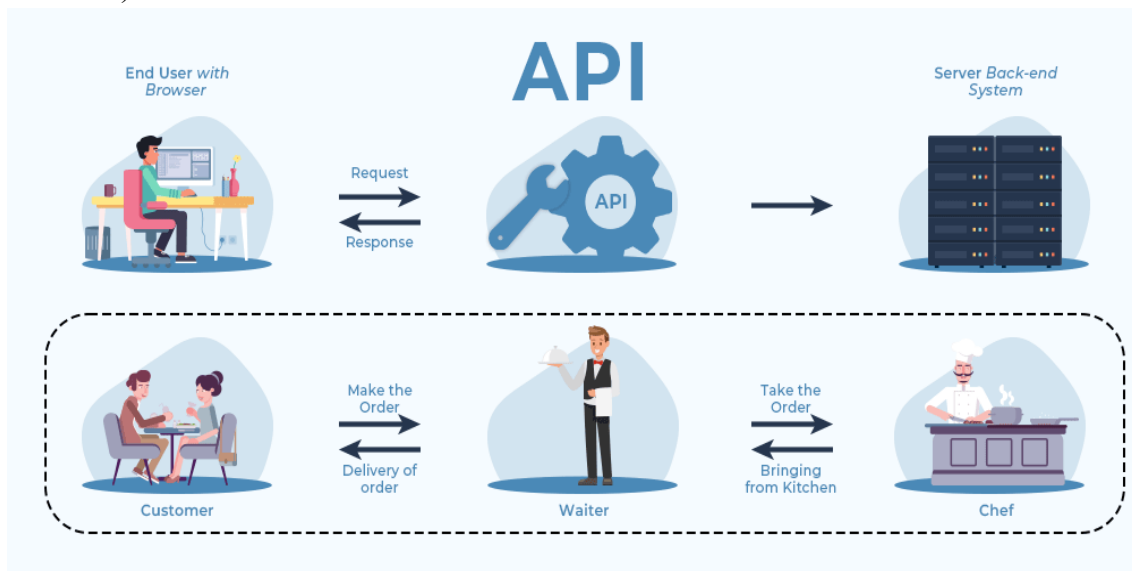 API
End User with
Browser
Server Back-end
System
Request
API
Response
Make the
Order
Take the
Order
Delivery of
order
Bringing
from Kitchen
Customer
Waiter
Chef